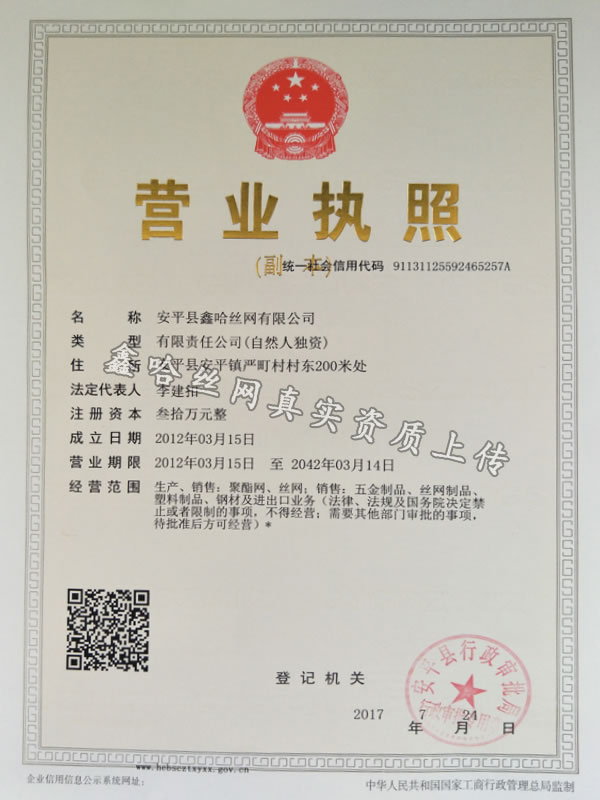 营业执照
(副 本)
统一社会信用代码 91131125592465257A
名 称 安平县鑫哈丝网有限公司
类 型 有限责任公司(自然人独资)
住 所 安平县安平镇严町村村东200米处
法定代表人 李建
注册资本 叁拾万元整
成立日期 2012年03月15日
营业期限 2012年03月15日 至 2042年03月14日
经营范围 生产、销售：聚酯网、丝网；销售：五金制品、丝网制品、
塑料制品、钢材及进出口业务（法律、法规及国务院决定禁
止或者限制的事项，不得经营；需要其他部门审批的事项，
待批准后方可经营）*
鑫哈丝网真实资质上传
登记机关
安平县行政审批局
2017 7 24
年 月 日
www.hebscztxyxx.gov.cn
企业信用信息公示系统网址：
中华人民共和国国家工商行政管理总局监制